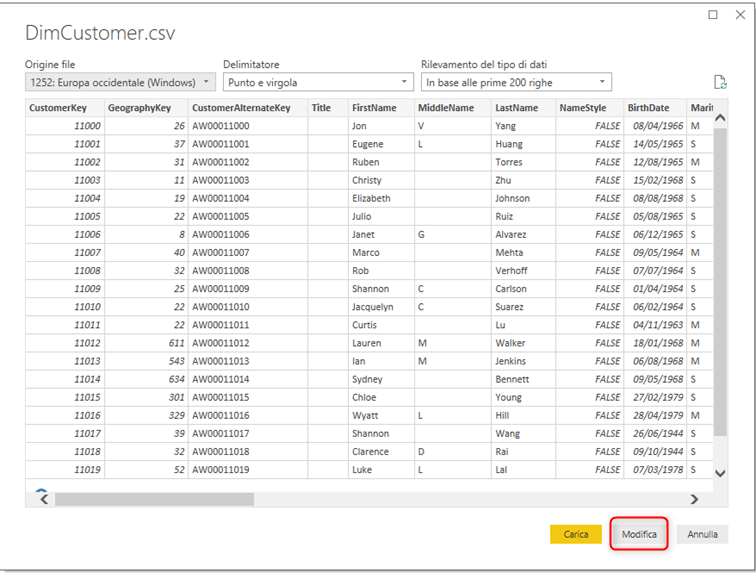 DimCustomer.csv
Origine file Delimitatore Rilevamento del tipo di dati
1252: Europa occidentale (Windows) Punto e virgola In base alle prime 200 righe
CustomerKey GeographyKey CustomerAlternateKey Title FirstName MiddleName LastName NameStyle BirthDate Marit
11000 26 AW00011000 Jon V Yang FALSE 08/04/1966 M
11001 37 AW00011001 Eugene L Huang FALSE 14/05/1965 S
11002 31 AW00011002 Ruben Torres FALSE 12/08/1965 M
11003 11 AW00011003 Christy Zhu FALSE 15/02/1968 S
11004 19 AW00011004 Elizabeth Johnson FALSE 08/08/1968 S
11005 22 AW00011005 Julio Ruiz FALSE 05/08/1965 S
11006 8 AW00011006 Janet G Alvarez FALSE 06/12/1965 S
11007 40 AW00011007 Marco Mehta FALSE 09/05/1964 M
11008 32 AW00011008 Rob Verhoff FALSE 07/07/1964 S
11009 25 AW00011009 Shannon C Carlson FALSE 01/04/1964 S
11010 22 AW00011010 Jacquelyn C Suarez FALSE 06/02/1964 S
11011 22 AW00011011 Curtis Lu FALSE 04/11/1963 M
11012 611 AW00011012 Lauren M Walker FALSE 18/01/1968 M
11013 543 AW00011013 Ian M Jenkins FALSE 06/08/1968 M
11014 634 AW00011014 Sydney Bennett FALSE 09/05/1968 S
11015 301 AW00011015 Chloe Young FALSE 27/02/1979 S
11016 329 AW00011016 Wyatt L Hill FALSE 28/04/1979 M
11017 39 AW00011017 Shannon Wang FALSE 26/06/1944 S
11018 32 AW00011018 Clarence D Rai FALSE 09/10/1944 S
11019 52 AW00011019 Luke L Lal FALSE 07/03/1978 S
Carica Modifica Annulla